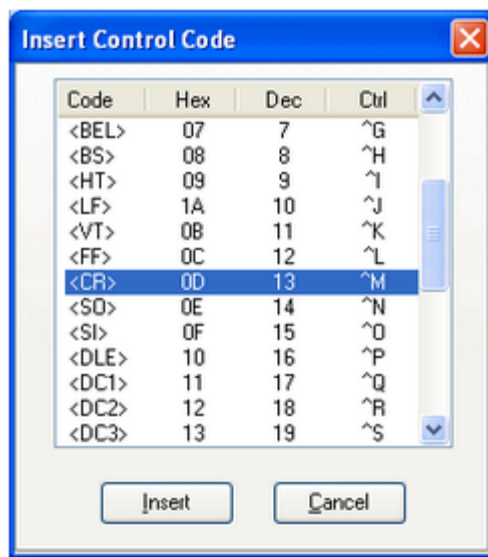 Insert Control Code
Code Hex Dec Ctrl
<BEL> 07 7 ^G
<BS> 08 8 ^H
<HT> 09 9 ^I
<LF> 1A 10 ^J
<VT> 0B 11 ^K
<FF> 0C 12 ^L
<CR> 0D 13 ^M
<SO> 0E 14 ^N
<SI> 0F 15 ^O
<DLE> 10 16 ^P
<DC1> 11 17 ^Q
<DC2> 12 18 ^R
<DC3> 13 19 ^S
Insert Cancel